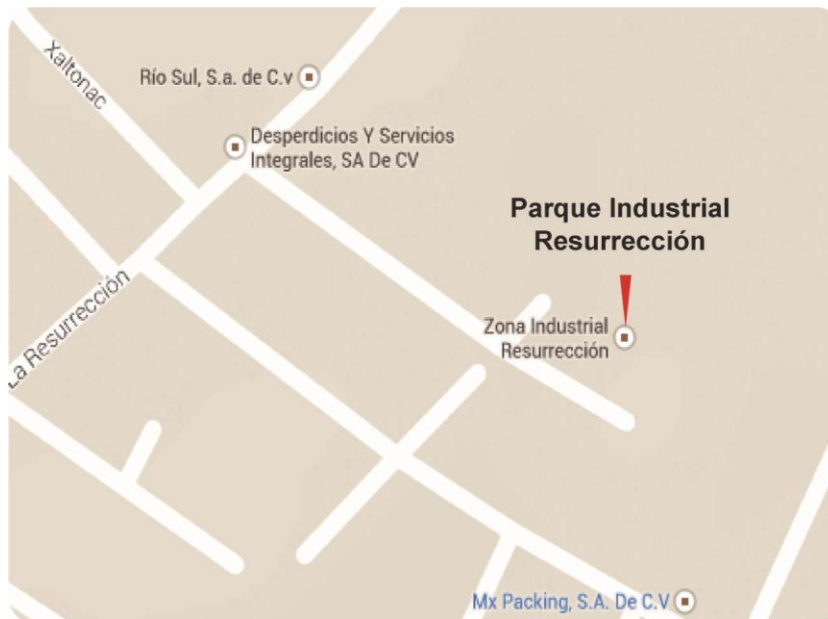 Xaltonac
Río Sul, S.a. de C.v
Desperdicios Y Servicios
Integrales, SA De CV
Parque Industrial
Resurrección
La Resurrección
Zona Industrial
Resurrección
Mx Packing, S.A. De C.V